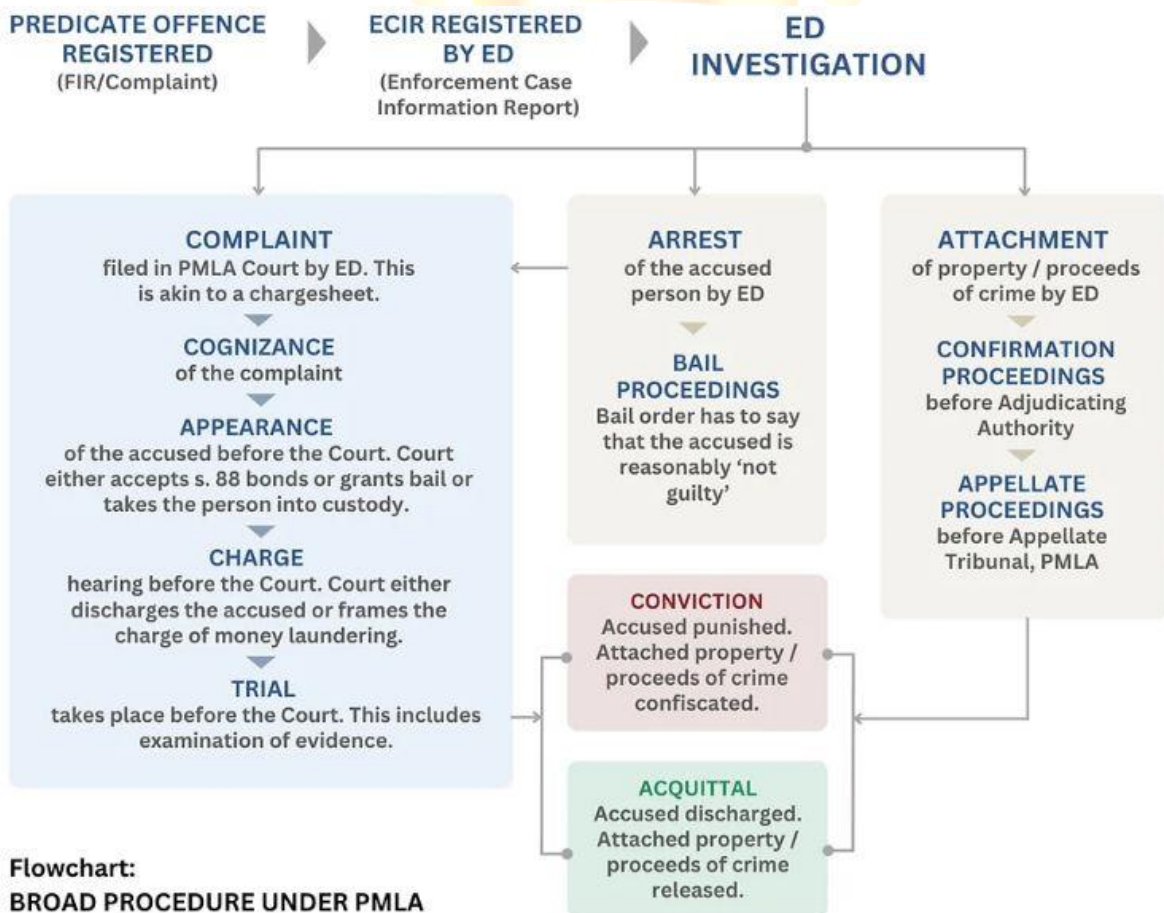 PREDICATE OFFENCE
REGISTERED
(FIR/Complaint)
ECIR REGISTERED
BY ED
(Enforcement Case
Information Report)
ED
INVESTIGATION
COMPLAINT
filed in PMLA Court by ED. This
is akin to a chargesheet.
COGNIZANCE
of the complaint
APPEARANCE
of the accused before the Court. Court
either accepts s. 88 bonds or grants bail or
takes the person into custody.
CHARGE
hearing before the Court. Court either
discharges the accused or frames the
charge of money laundering.
TRIAL
takes place before the Court. This includes
examination of evidence.
ARREST
of the accused
person by ED
BAIL
PROCEEDINGS
Bail order has to say
that the accused is
reasonably ‘not
guilty’
ATTACHMENT
of property / proceeds
of crime by ED
CONFIRMATION
PROCEEDINGS
before Adjudicating
Authority
APPELLATE
PROCEEDINGS
before Appellate
Tribunal, PMLA
CONVICTION
Accused punished.
Attached property /
proceeds of crime
confiscated.
ACQUITTAL
Accused discharged.
Attached property /
proceeds of crime
released.
Flowchart:
BROAD PROCEDURE UNDER PMLA